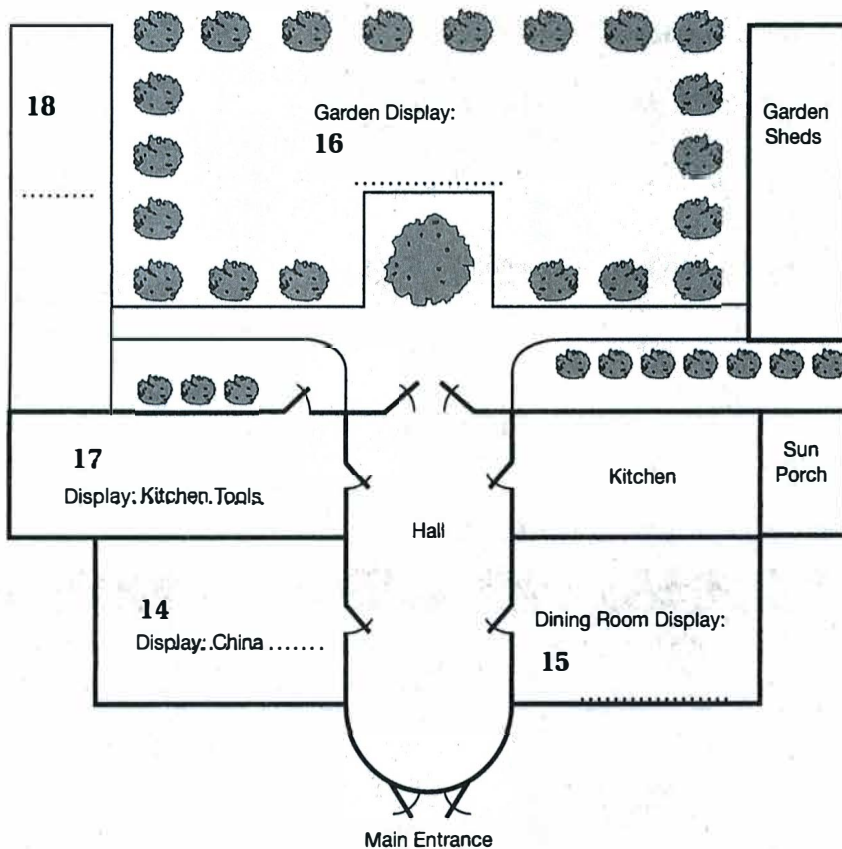 18
Garden Display:
16
Garden
Sheds
17
Display: Kitchen Tools
Kitchen
Sun
Porch
Hall
14
Display: China .......
Dining Room Display:
15
Main Entrance